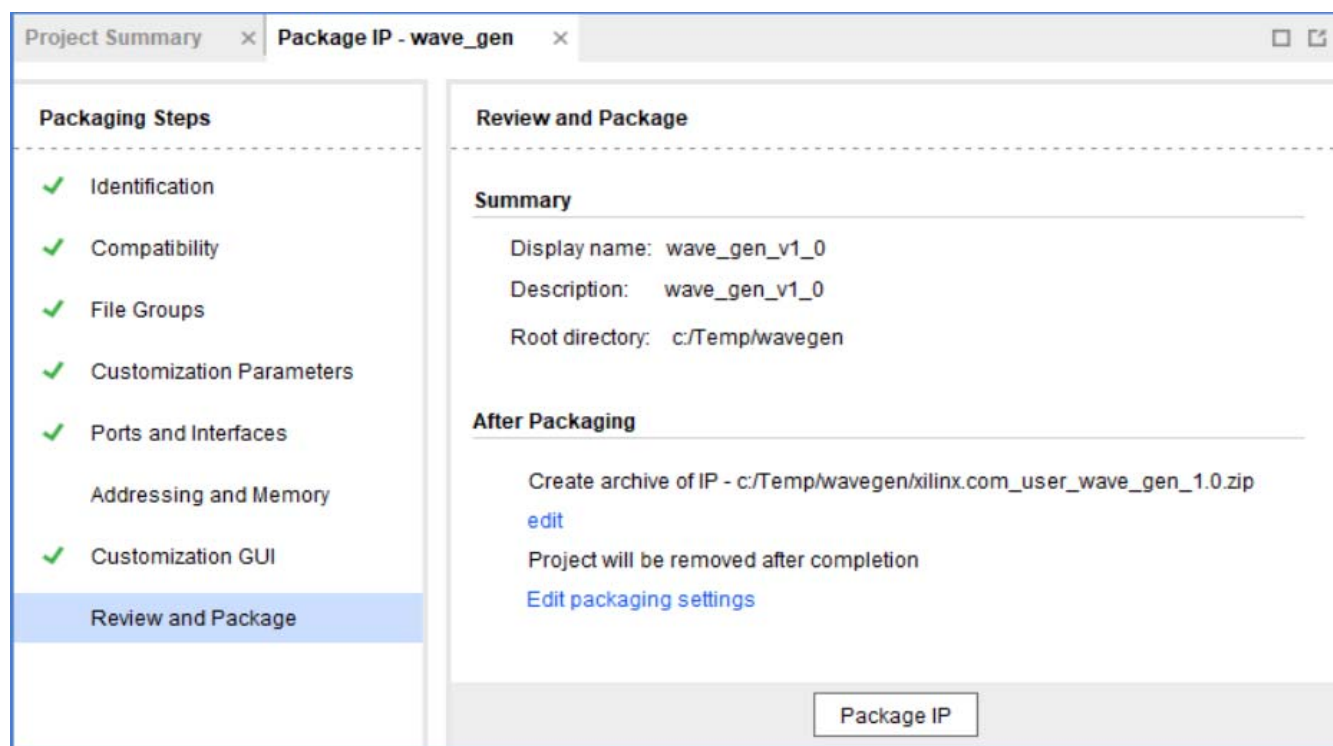 Project Summary
Package IP - wave_gen
Packaging Steps
Identification
Compatibility
File Groups
Customization Parameters
Ports and Interfaces
Addressing and Memory
Customization GUI
Review and Package
Review and Package
Summary
Display name: wave_gen_v1_0
Description: wave_gen_v1_0
Root directory: c:/Temp/wavegen
After Packaging
Create archive of IP - c:/Temp/wavegen/xilinx.com_user_wave_gen_1.0.zip
edit
Project will be removed after completion
Edit packaging settings
Package IP